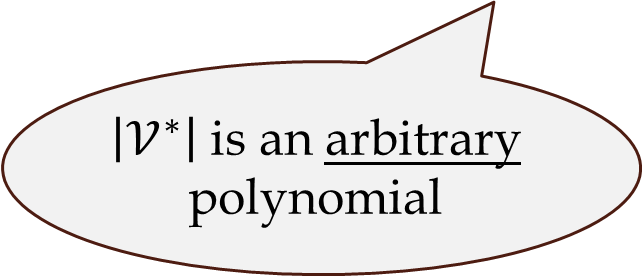 |𝒱*| is an arbitrary
polynomial